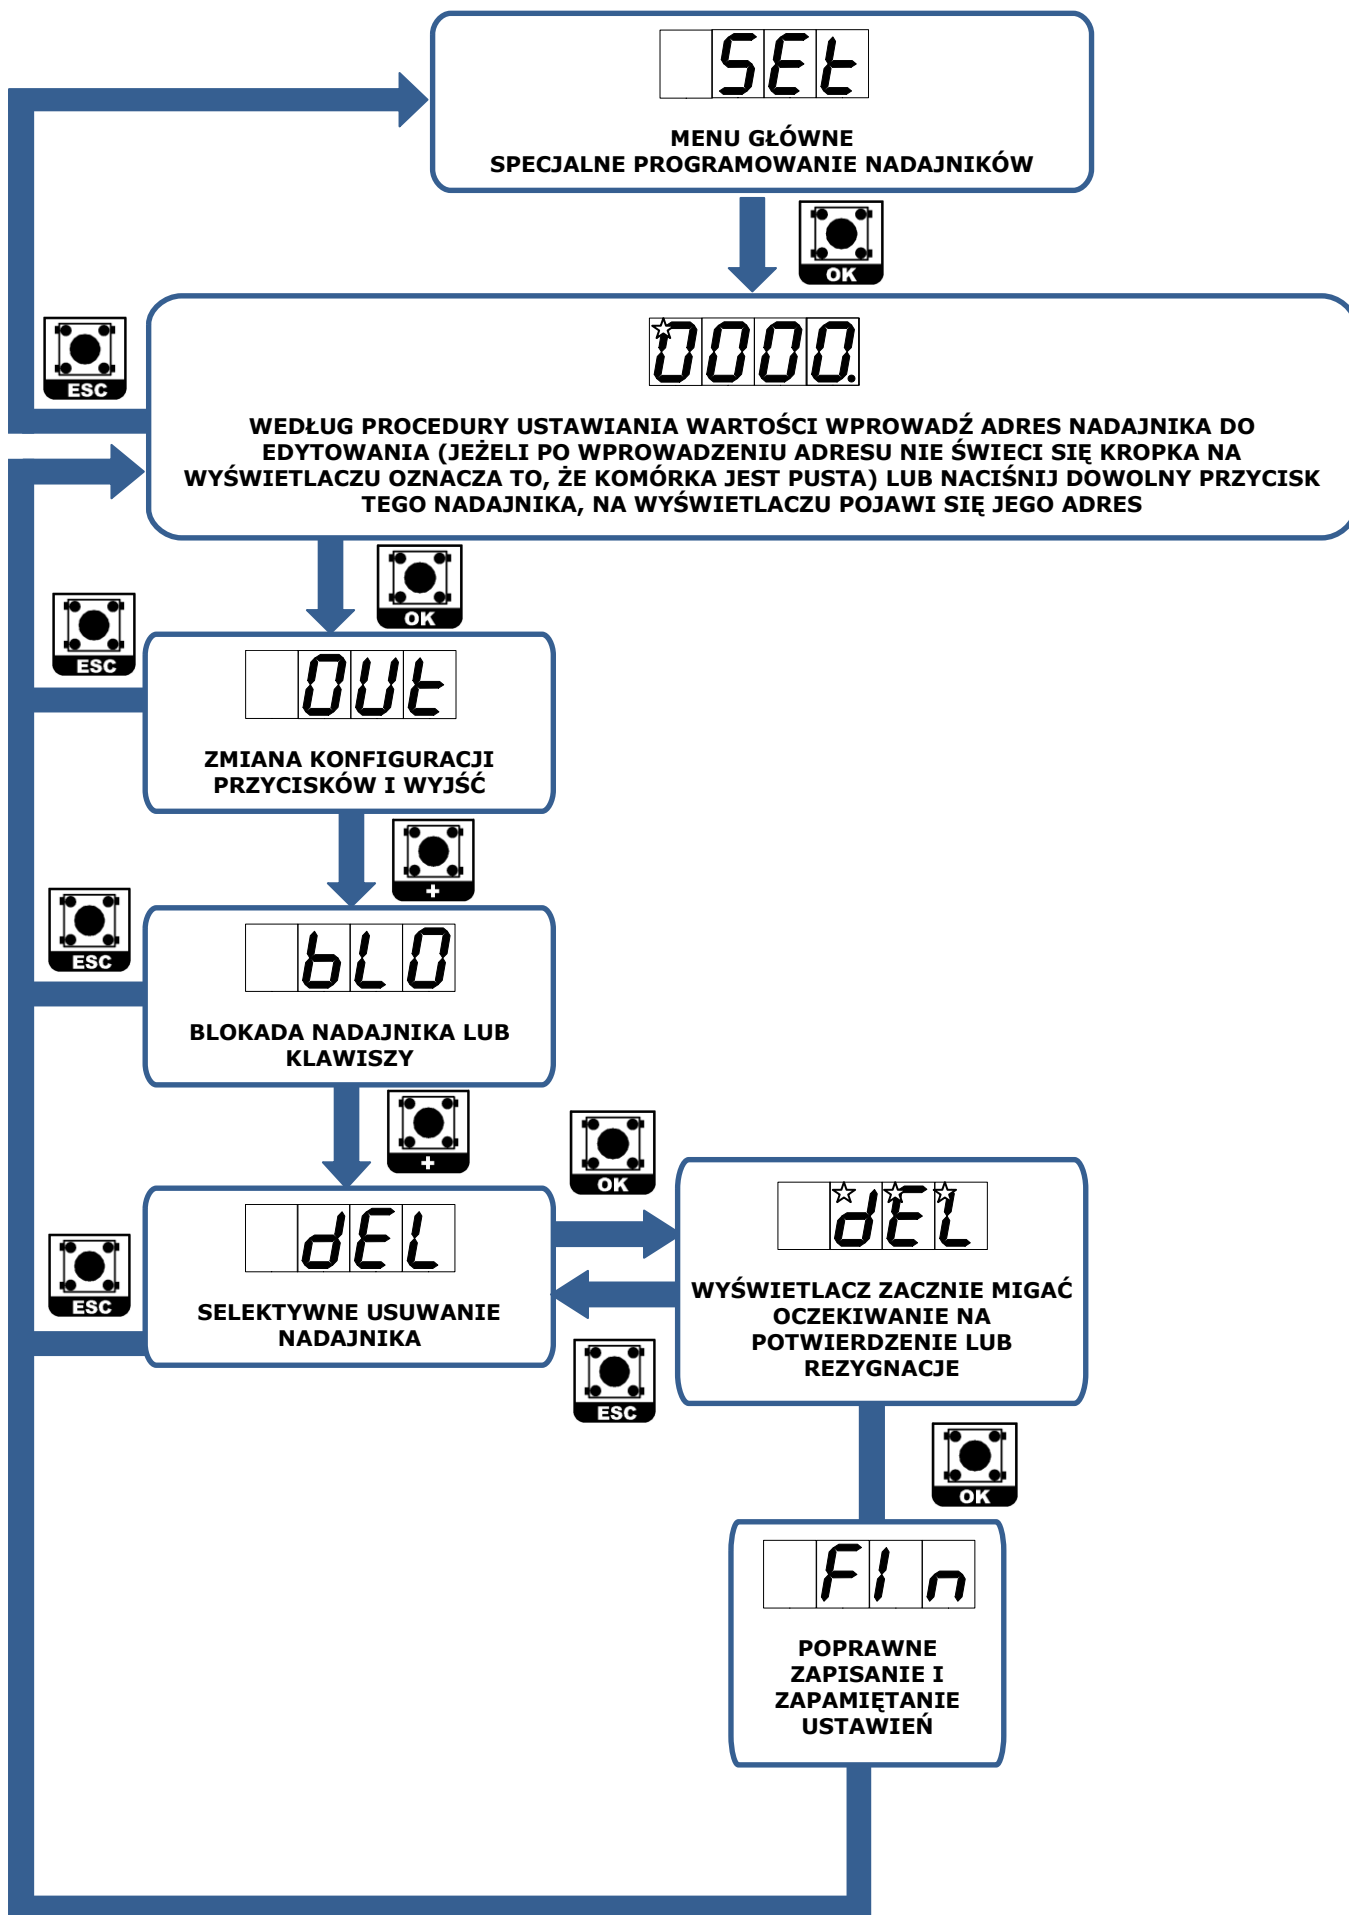 SEt
MENU GŁÓWNE
SPECJALNE PROGRAMOWANIE NADAJNIKÓW
OK
ESC
0000.
WEDŁUG PROCEDURY USTAWIANIA WARTOŚCI WPROWADŹ ADRES NADAJNIKA DO
EDYTOWANIA (JEŻELI PO WPROWADZENIU ADRESU NIE ŚWIECI SIĘ KROPKA NA
WYŚWIETLACZU OZNACZA TO, ŻE KOMÓRKA JEST PUSTA) LUB NACIŚNIJ DOWOLNY PRZYCISK
TEGO NADAJNIKA, NA WYŚWIETLACZU POJAWI SIĘ JEGO ADRES
OK
ESC
OUt
ZMIANA KONFIGURACJI
PRZYCISKÓW I WYJŚĆ
+
ESC
bLO
BLOKADA NADAJNIKA LUB
KLAWISZY
+
OK
ESC
dEL
SELEKTYWNE USUWANIE
NADAJNIKA
dEL
WYŚWIETLACZ ZACZNIE MIGAĆ
OCZEKIWANIE NA
POTWIERDZENIE LUB
REZYGNACJE
ESC
OK
FIn
POPRAWNE
ZAPISANIE I
ZAPAMIĘTANIE
USTAWIEŃ